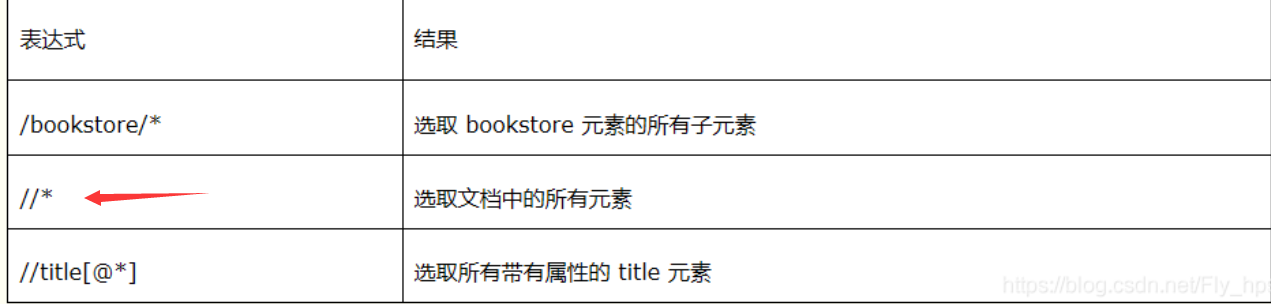 表达式 结果
/bookstore/* 选取 bookstore 元素的所有子元素
//* 选取文档中的所有元素
//title[@*] 选取所有带有属性的 title 元素
https://blog.csdn.net/Fly_hps